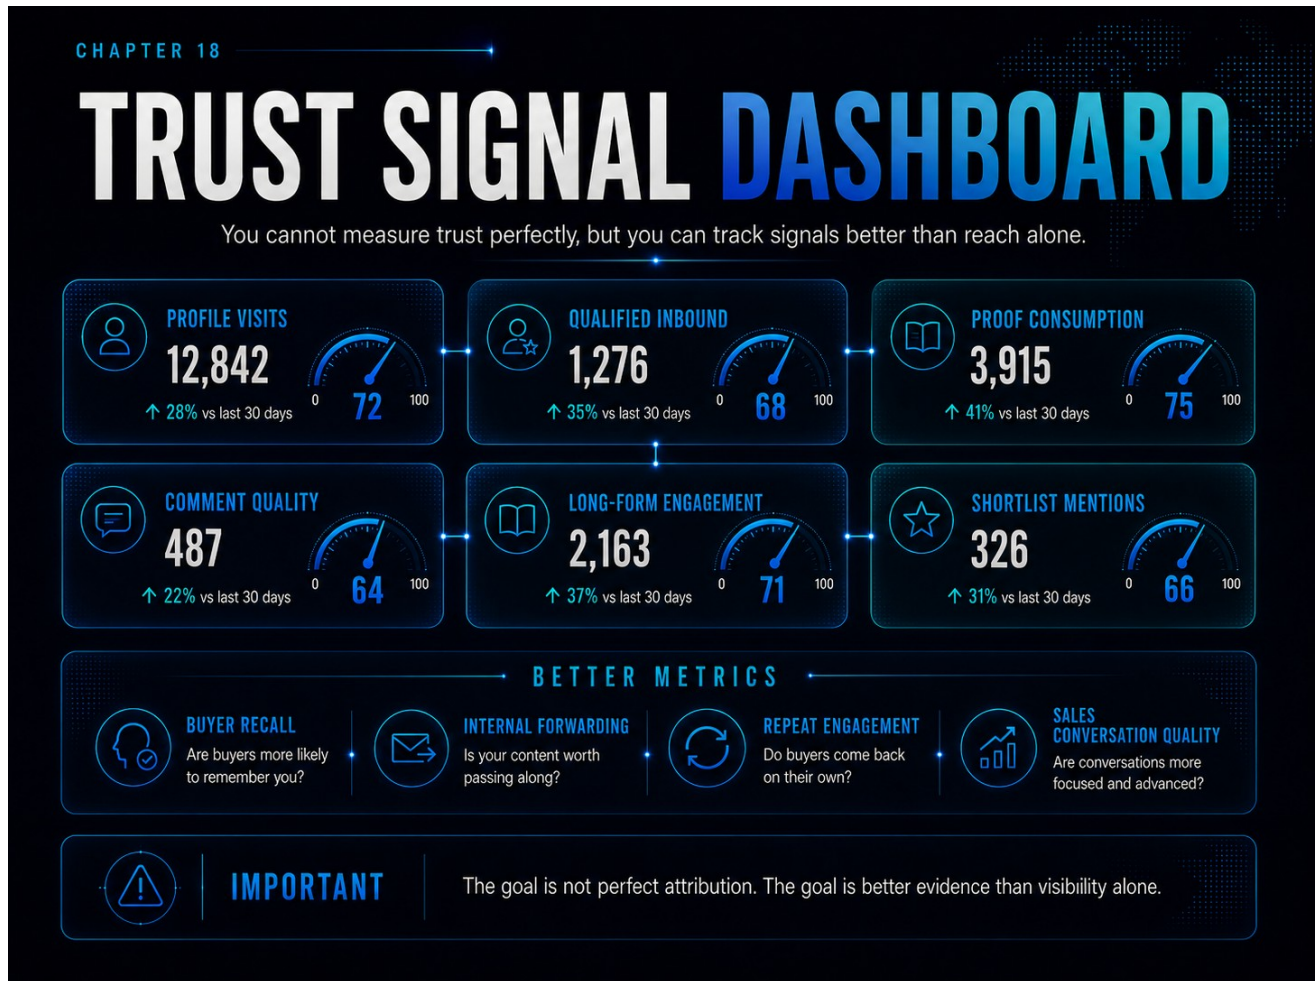 CHAPTER 18
TRUST SIGNAL DASHBOARD
You cannot measure trust perfectly, but you can track signals better than reach alone.
PROFILE VISITS
12,842
↑ 28% vs last 30 days
0
72
100
QUALIFIED INBOUND
1,276
↑ 35% vs last 30 days
0
68
100
PROOF CONSUMPTION
3,915
↑ 41% vs last 30 days
0
75
100
COMMENT QUALITY
487
↑ 22% vs last 30 days
0
64
100
LONG-FORM ENGAGEMENT
2,163
↑ 37% vs last 30 days
0
71
100
SHORTLIST MENTIONS
326
↑ 31% vs last 30 days
0
66
100
BETTER METRICS
BUYER RECALL
Are buyers more likely
to remember you?
INTERNAL FORWARDING
Is your content worth
passing along?
REPEAT ENGAGEMENT
Do buyers come back
on their own?
SALES
CONVERSATION QUALITY
Are conversations more
focused and advanced?
IMPORTANT
The goal is not perfect attribution. The goal is better evidence than visibility alone.